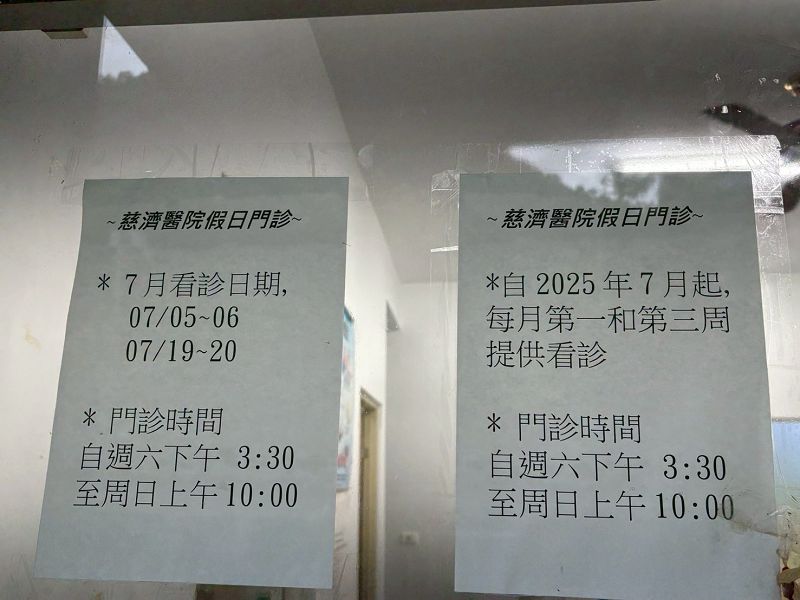 ~慈濟醫院假日門診~
* 7月看診日期,
07/05~06
07/19~20
* 門診時間
自週六下午 3:30
至周日上午10:00
~慈濟醫院假日門診~
*自 2025 年 7 月起,
每月第一和第三周
提供看診
* 門診時間
自週六下午 3:30
至周日上午10:00